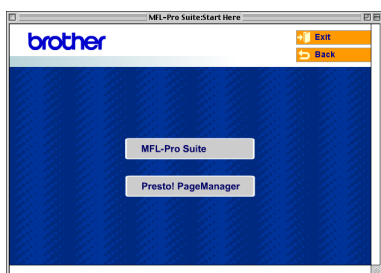 MFL-Pro Suite:Start Here
brother
Exit
Back
MFL-Pro Suite
Presto! PageManager